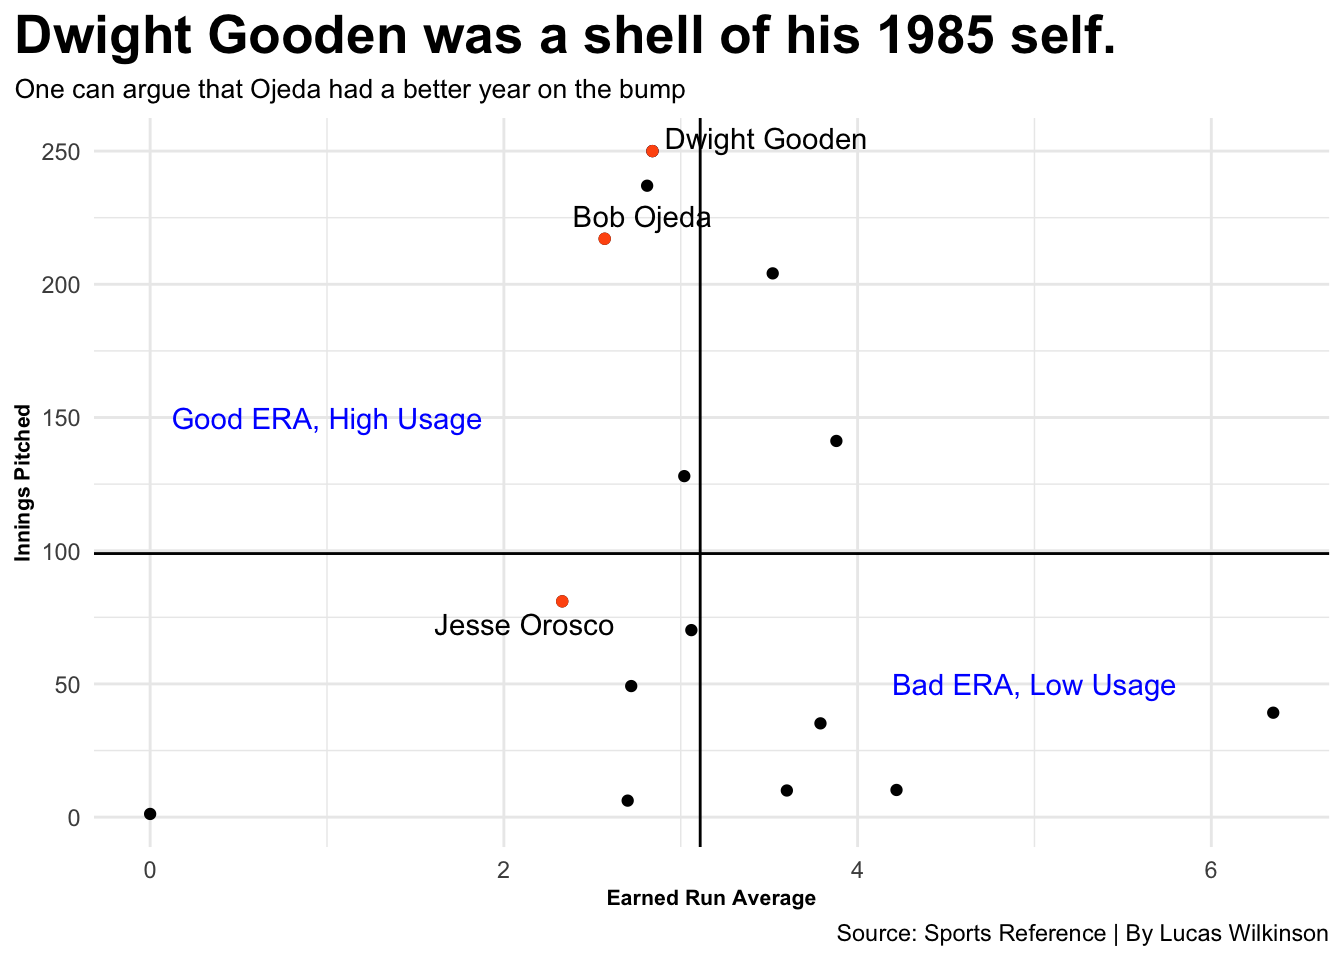 Dwight Gooden was a shell of his 1985 self.
One can argue that Ojeda had a better year on the bump
Dwight Gooden
250
Bob Ojeda
200
Good ERA, High Usage
150
Innings Pitched
100
Jesse Orosco
Bad ERA, Low Usage
50
0
0 2 4 6
Earned Run Average
Source: Sports Reference | By Lucas Wilkinson